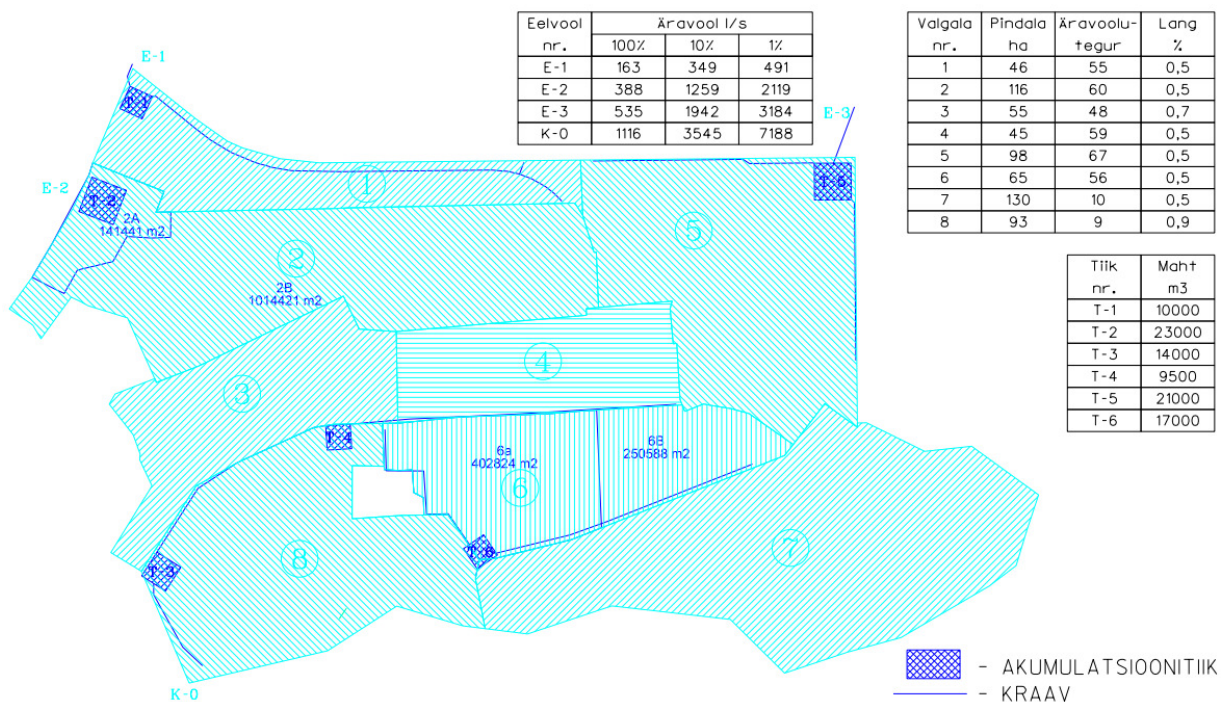 Eelvool Äravool l/s
nr. 100% 10% 1%
E-1 163 349 491
E-2 388 1259 2119
E-3 535 1942 3184
K-0 1116 3545 7188
Valgala Pindala Äravoolu- Lang
nr. ha tegur %
1 46 55 0,5
2 116 60 0,5
3 55 48 0,7
4 45 59 0,5
5 98 67 0,5
6 65 56 0,5
7 130 10 0,5
8 93 9 0,9
Tiik Maht
nr. m3
T-1 10000
T-2 23000
T-3 14000
T-4 9500
T-5 21000
T-6 17000
E-1
T-1
E-3
E-2
T-2
T-5
1
2A
141441 m2
5
2
2B
1014421 m2
4
3
T-4
6a
402824 m2
6B
250588 m2
6
T-6
7
8
T-3
K-0
- AKUMULATSIOONITIIK
- KRAAV